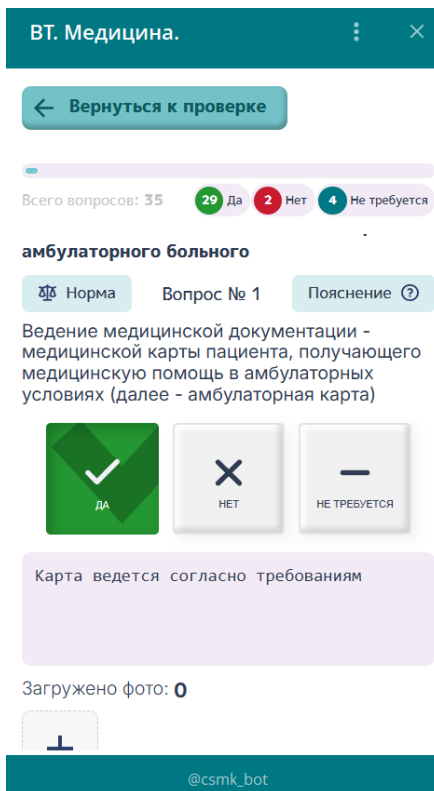 ВТ. Медицина.
Вернуться к проверке
Всего вопросов: 35 29 Да 2 Нет 4 Не требуется
амбулаторного больного
Норма Вопрос № 1 Пояснение ?
Ведение медицинской документации -
медицинской карты пациента, получающего
медицинскую помощь в амбулаторных
условиях (далее - амбулаторная карта)
ДА НЕТ НЕ ТРЕБУЕТСЯ
Карта ведется согласно требованиям
Загружено фото: 0
@csmk_bot